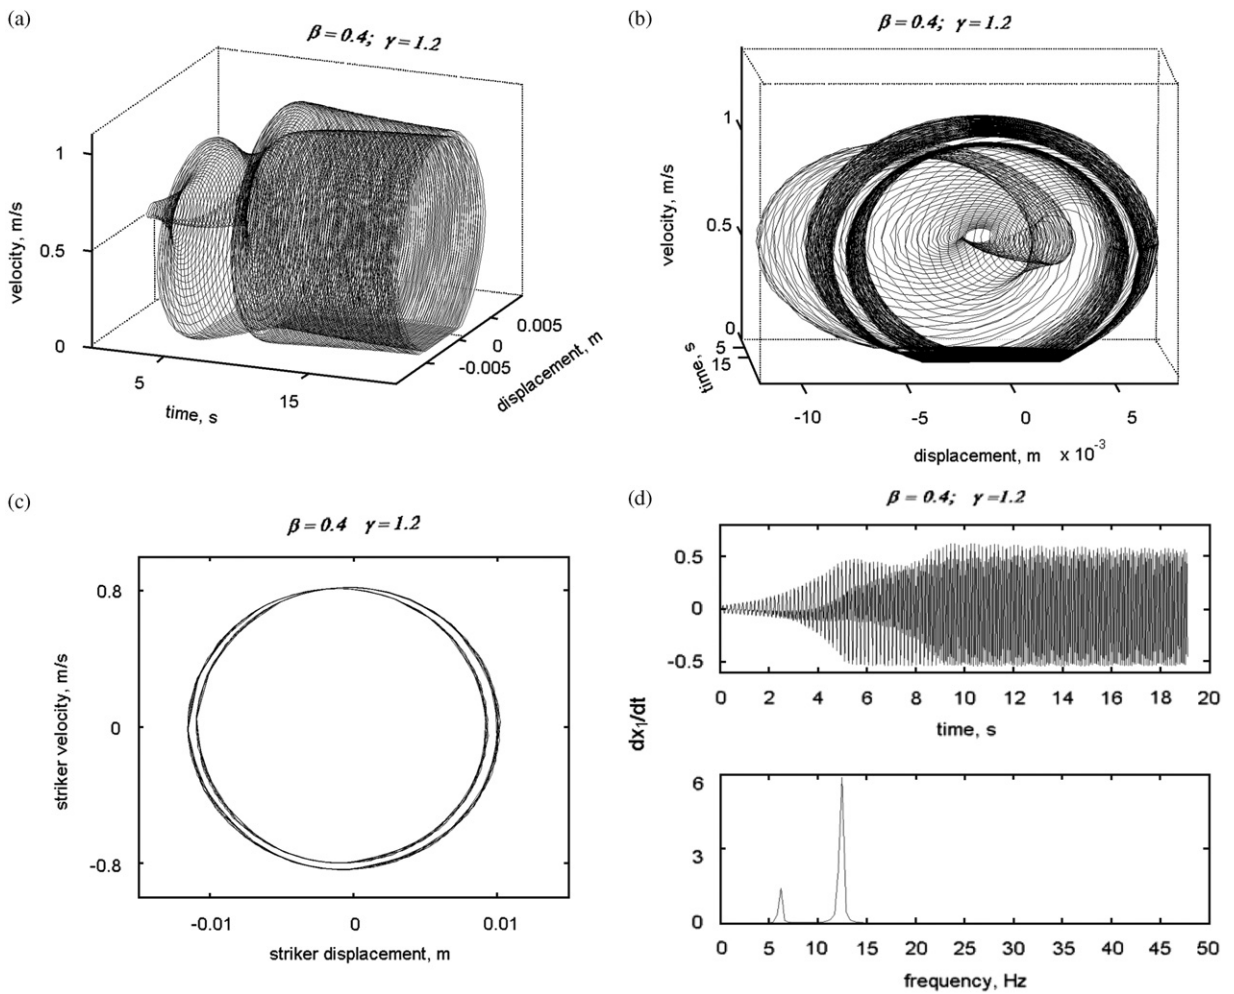 (a)
β = 0.4; γ = 1.2
velocity, m/s
1
0.5
0
5
15
time, s
0.005
0
-0.005
displacement, m
(b)
β = 0.4; γ = 1.2
velocity, m/s
1
0.5
0
5
15
time, s
-10
-5
0
5
displacement, m x 10⁻³
(c)
β = 0.4 γ = 1.2
striker velocity, m/s
0.8
0
-0.8
-0.01
0
0.01
striker displacement, m
(d)
β = 0.4; γ =1.2
dx₁/dt
0.5
0
-0.5
0 2 4 6 8 10 12 14 16 18 20
time, s
6
3
0
0 5 10 15 20 25 30 35 40 45 50
frequency, Hz